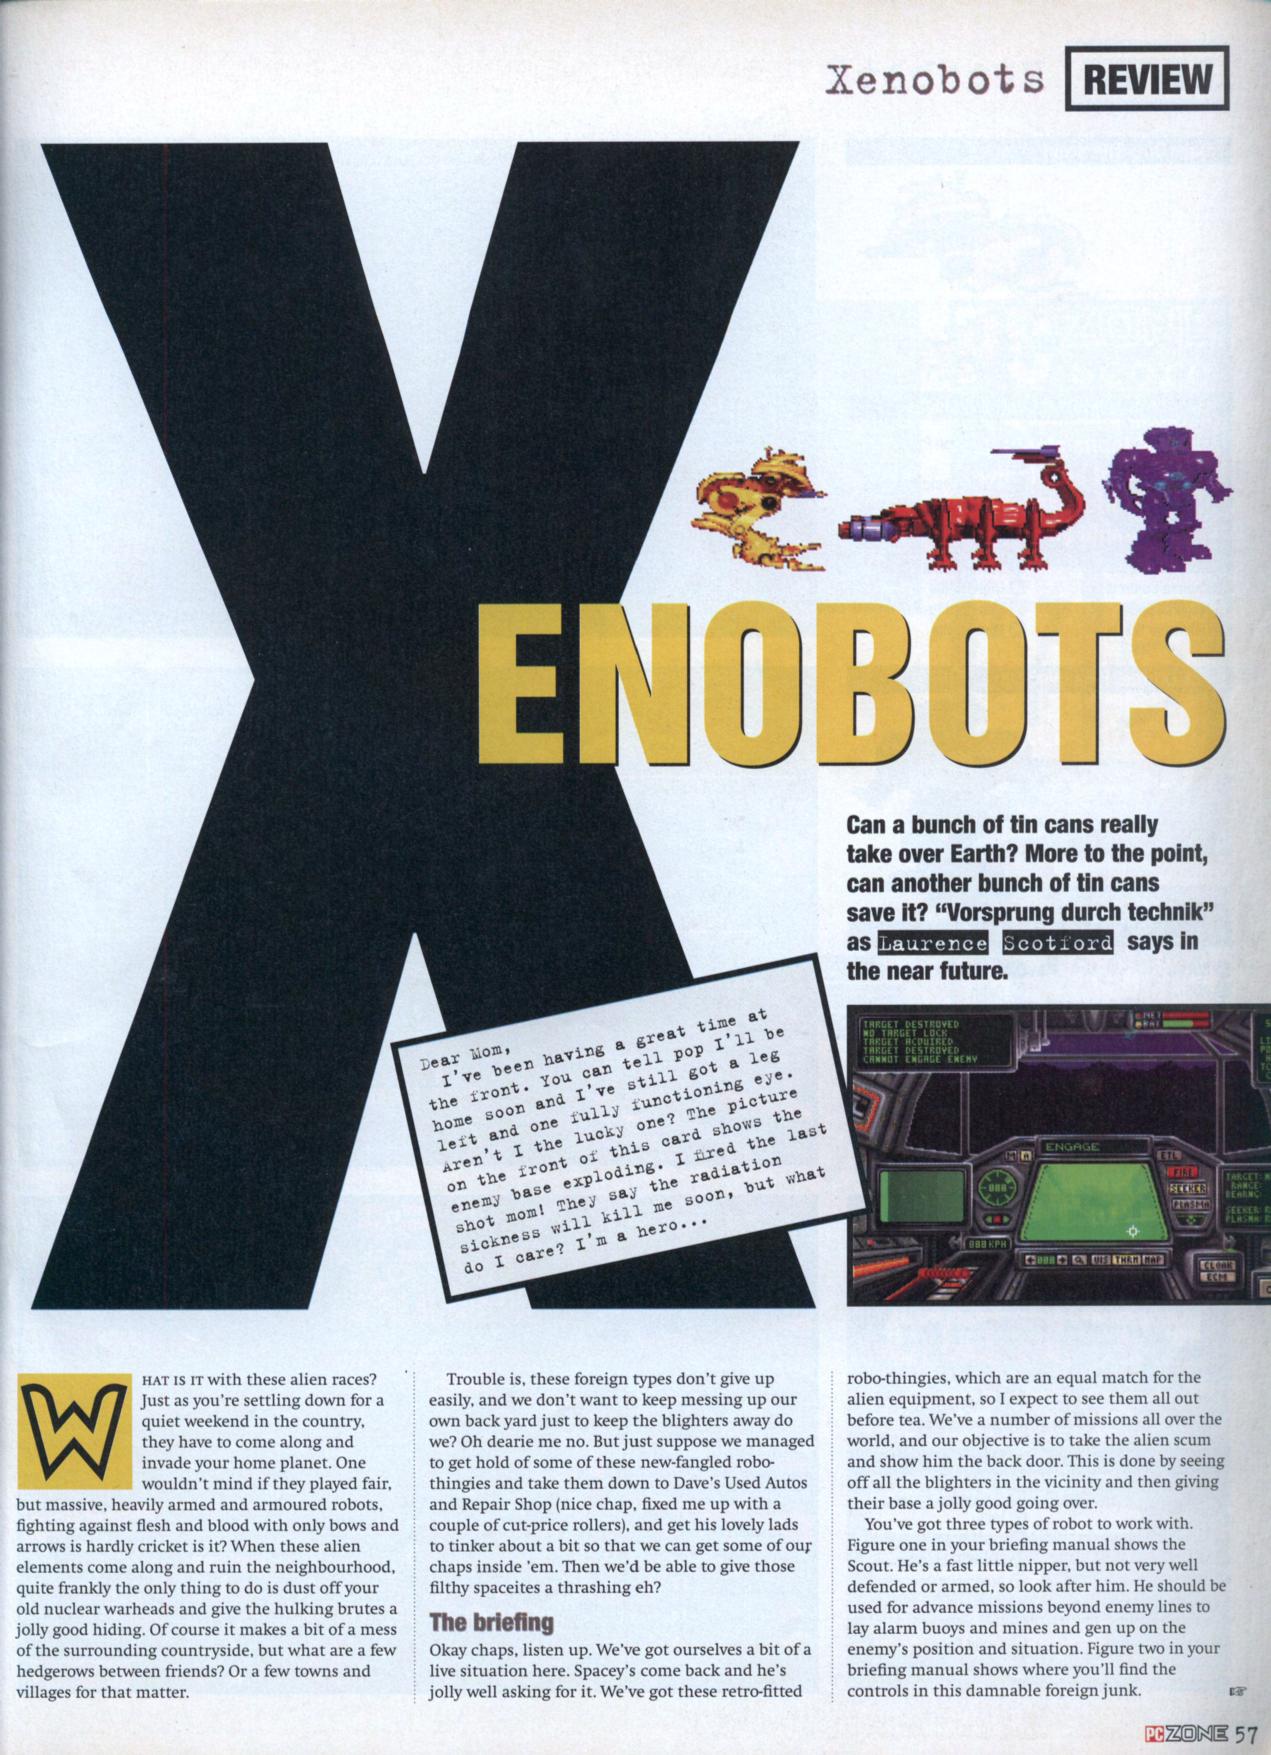 Xenobots REVIEW
XENOBOTS
Can a bunch of tin cans really
take over Earth? More to the point,
can another bunch of tin cans
save it? “Vorsprung durch technik”
as Laurence Scotford says in
the near future.
Dear Mom,
I've been having a great time at
the front. You can tell pop I'll be
home soon and I've still got a leg
left and one fully functioning eye.
Aren't I the lucky one? The picture
on the front of this card shows the
enemy base exploding. I fired the last
shot mom! They say the radiation
sickness will kill me soon, but what
do I care? I'm a hero...
TARGET DESTROYED
NO TARGET LOCK
TARGET ACQUIRED
TARGET DESTROYED
CANNOT ENGAGE ENEMY
NET
BAT
ENGAGE
M A
ETL
FIRE
SEEKER
PLASMA
000
000 KPH
000
VIS THRM MAP
CLOAK
ECM
TARGET: N
RANGE:
BEARNG:
SEEKER: R
PLASMA: R
WHAT IS IT with these alien races?
Just as you're settling down for a
quiet weekend in the country,
they have to come along and
invade your home planet. One
wouldn't mind if they played fair,
but massive, heavily armed and armoured robots,
fighting against flesh and blood with only bows and
arrows is hardly cricket is it? When these alien
elements come along and ruin the neighbourhood,
quite frankly the only thing to do is dust off your
old nuclear warheads and give the hulking brutes a
jolly good hiding. Of course it makes a bit of a mess
of the surrounding countryside, but what are a few
hedgerows between friends? Or a few towns and
villages for that matter.
Trouble is, these foreign types don't give up
easily, and we don't want to keep messing up our
own back yard just to keep the blighters away do
we? Oh dearie me no. But just suppose we managed
to get hold of some of these new-fangled robo-
thingies and take them down to Dave's Used Autos
and Repair Shop (nice chap, fixed me up with a
couple of cut-price rollers), and get his lovely lads
to tinker about a bit so that we can get some of our
chaps inside 'em. Then we'd be able to give those
filthy spaceites a thrashing eh?
The briefing
Okay chaps, listen up. We've got ourselves a bit of a
live situation here. Spacey's come back and he's
jolly well asking for it. We've got these retro-fitted
robo-thingies, which are an equal match for the
alien equipment, so I expect to see them all out
before tea. We've a number of missions all over the
world, and our objective is to take the alien scum
and show him the back door. This is done by seeing
off all the blighters in the vicinity and then giving
their base a jolly good going over.
You've got three types of robot to work with.
Figure one in your briefing manual shows the
Scout. He's a fast little nipper, but not very well
defended or armed, so look after him. He should be
used for advance missions beyond enemy lines to
lay alarm buoys and mines and gen up on the
enemy's position and situation. Figure two in your
briefing manual shows where you'll find the
controls in this damnable foreign junk.
PC ZONE 57